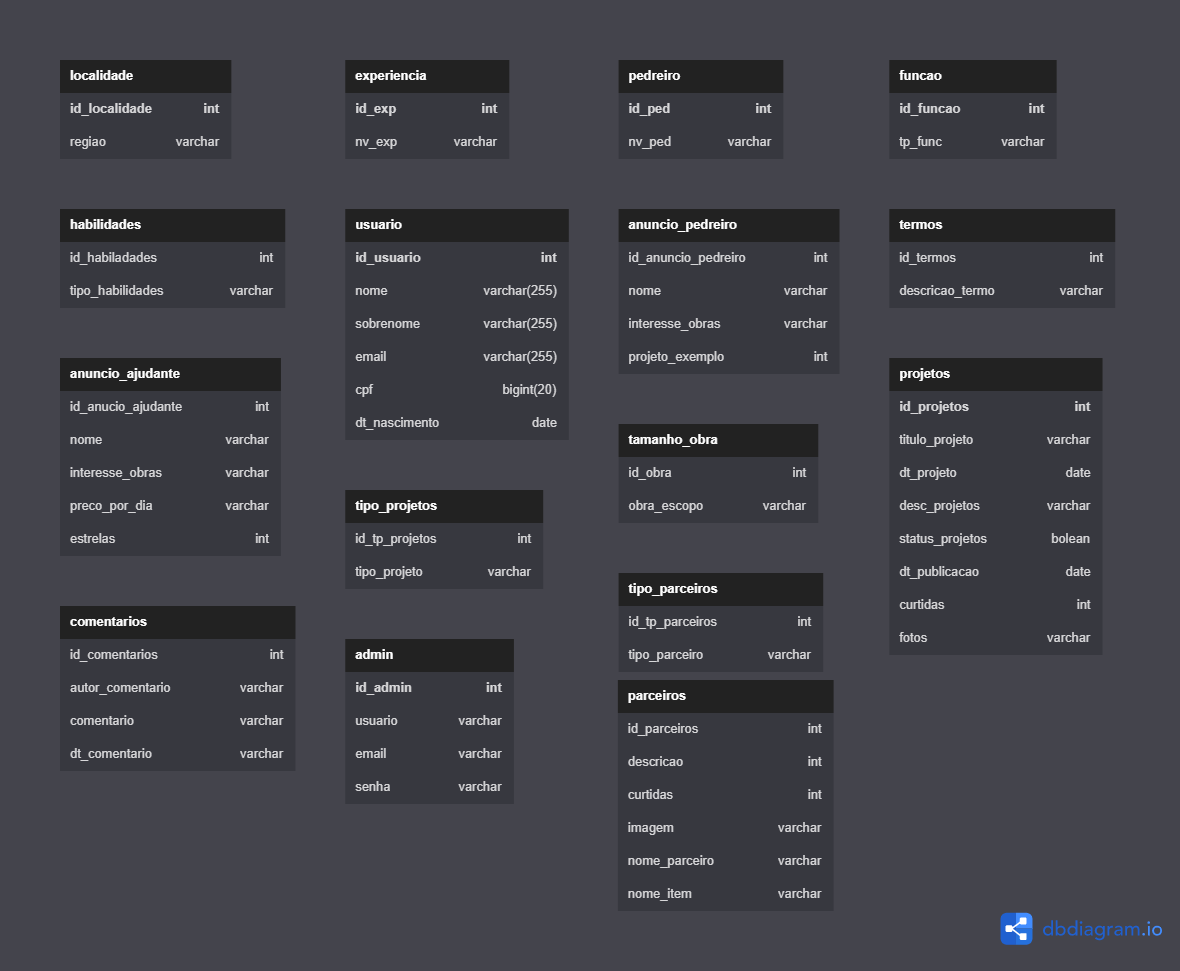 localidade
id_localidade int
regiao varchar
experiencia
id_exp int
nv_exp varchar
pedreiro
id_ped int
nv_ped varchar
funcao
id_funcao int
tp_func varchar
habilidades
id_habiladades int
tipo_habilidades varchar
usuario
id_usuario int
nome varchar(255)
sobrenome varchar(255)
email varchar(255)
cpf bigint(20)
dt_nascimento date
anuncio_pedreiro
id_anuncio_pedreiro int
nome varchar
interesse_obras varchar
projeto_exemplo int
termos
id_termos int
descricao_termo varchar
anuncio_ajudante
id_anucio_ajudante int
nome varchar
interesse_obras varchar
preco_por_dia varchar
estrelas int
tipo_projetos
id_tp_projetos int
tipo_projeto varchar
tamanho_obra
id_obra int
obra_escopo varchar
projetos
id_projetos int
titulo_projeto varchar
dt_projeto date
desc_projetos varchar
status_projetos bolean
dt_publicacao date
curtidas int
fotos varchar
comentarios
id_comentarios int
autor_comentario varchar
comentario varchar
dt_comentario varchar
admin
id_admin int
usuario varchar
email varchar
senha varchar
tipo_parceiros
id_tp_parceiros int
tipo_parceiro varchar
parceiros
id_parceiros int
descricao int
curtidas int
imagem varchar
nome_parceiro varchar
nome_item varchar
dbdiagram.io